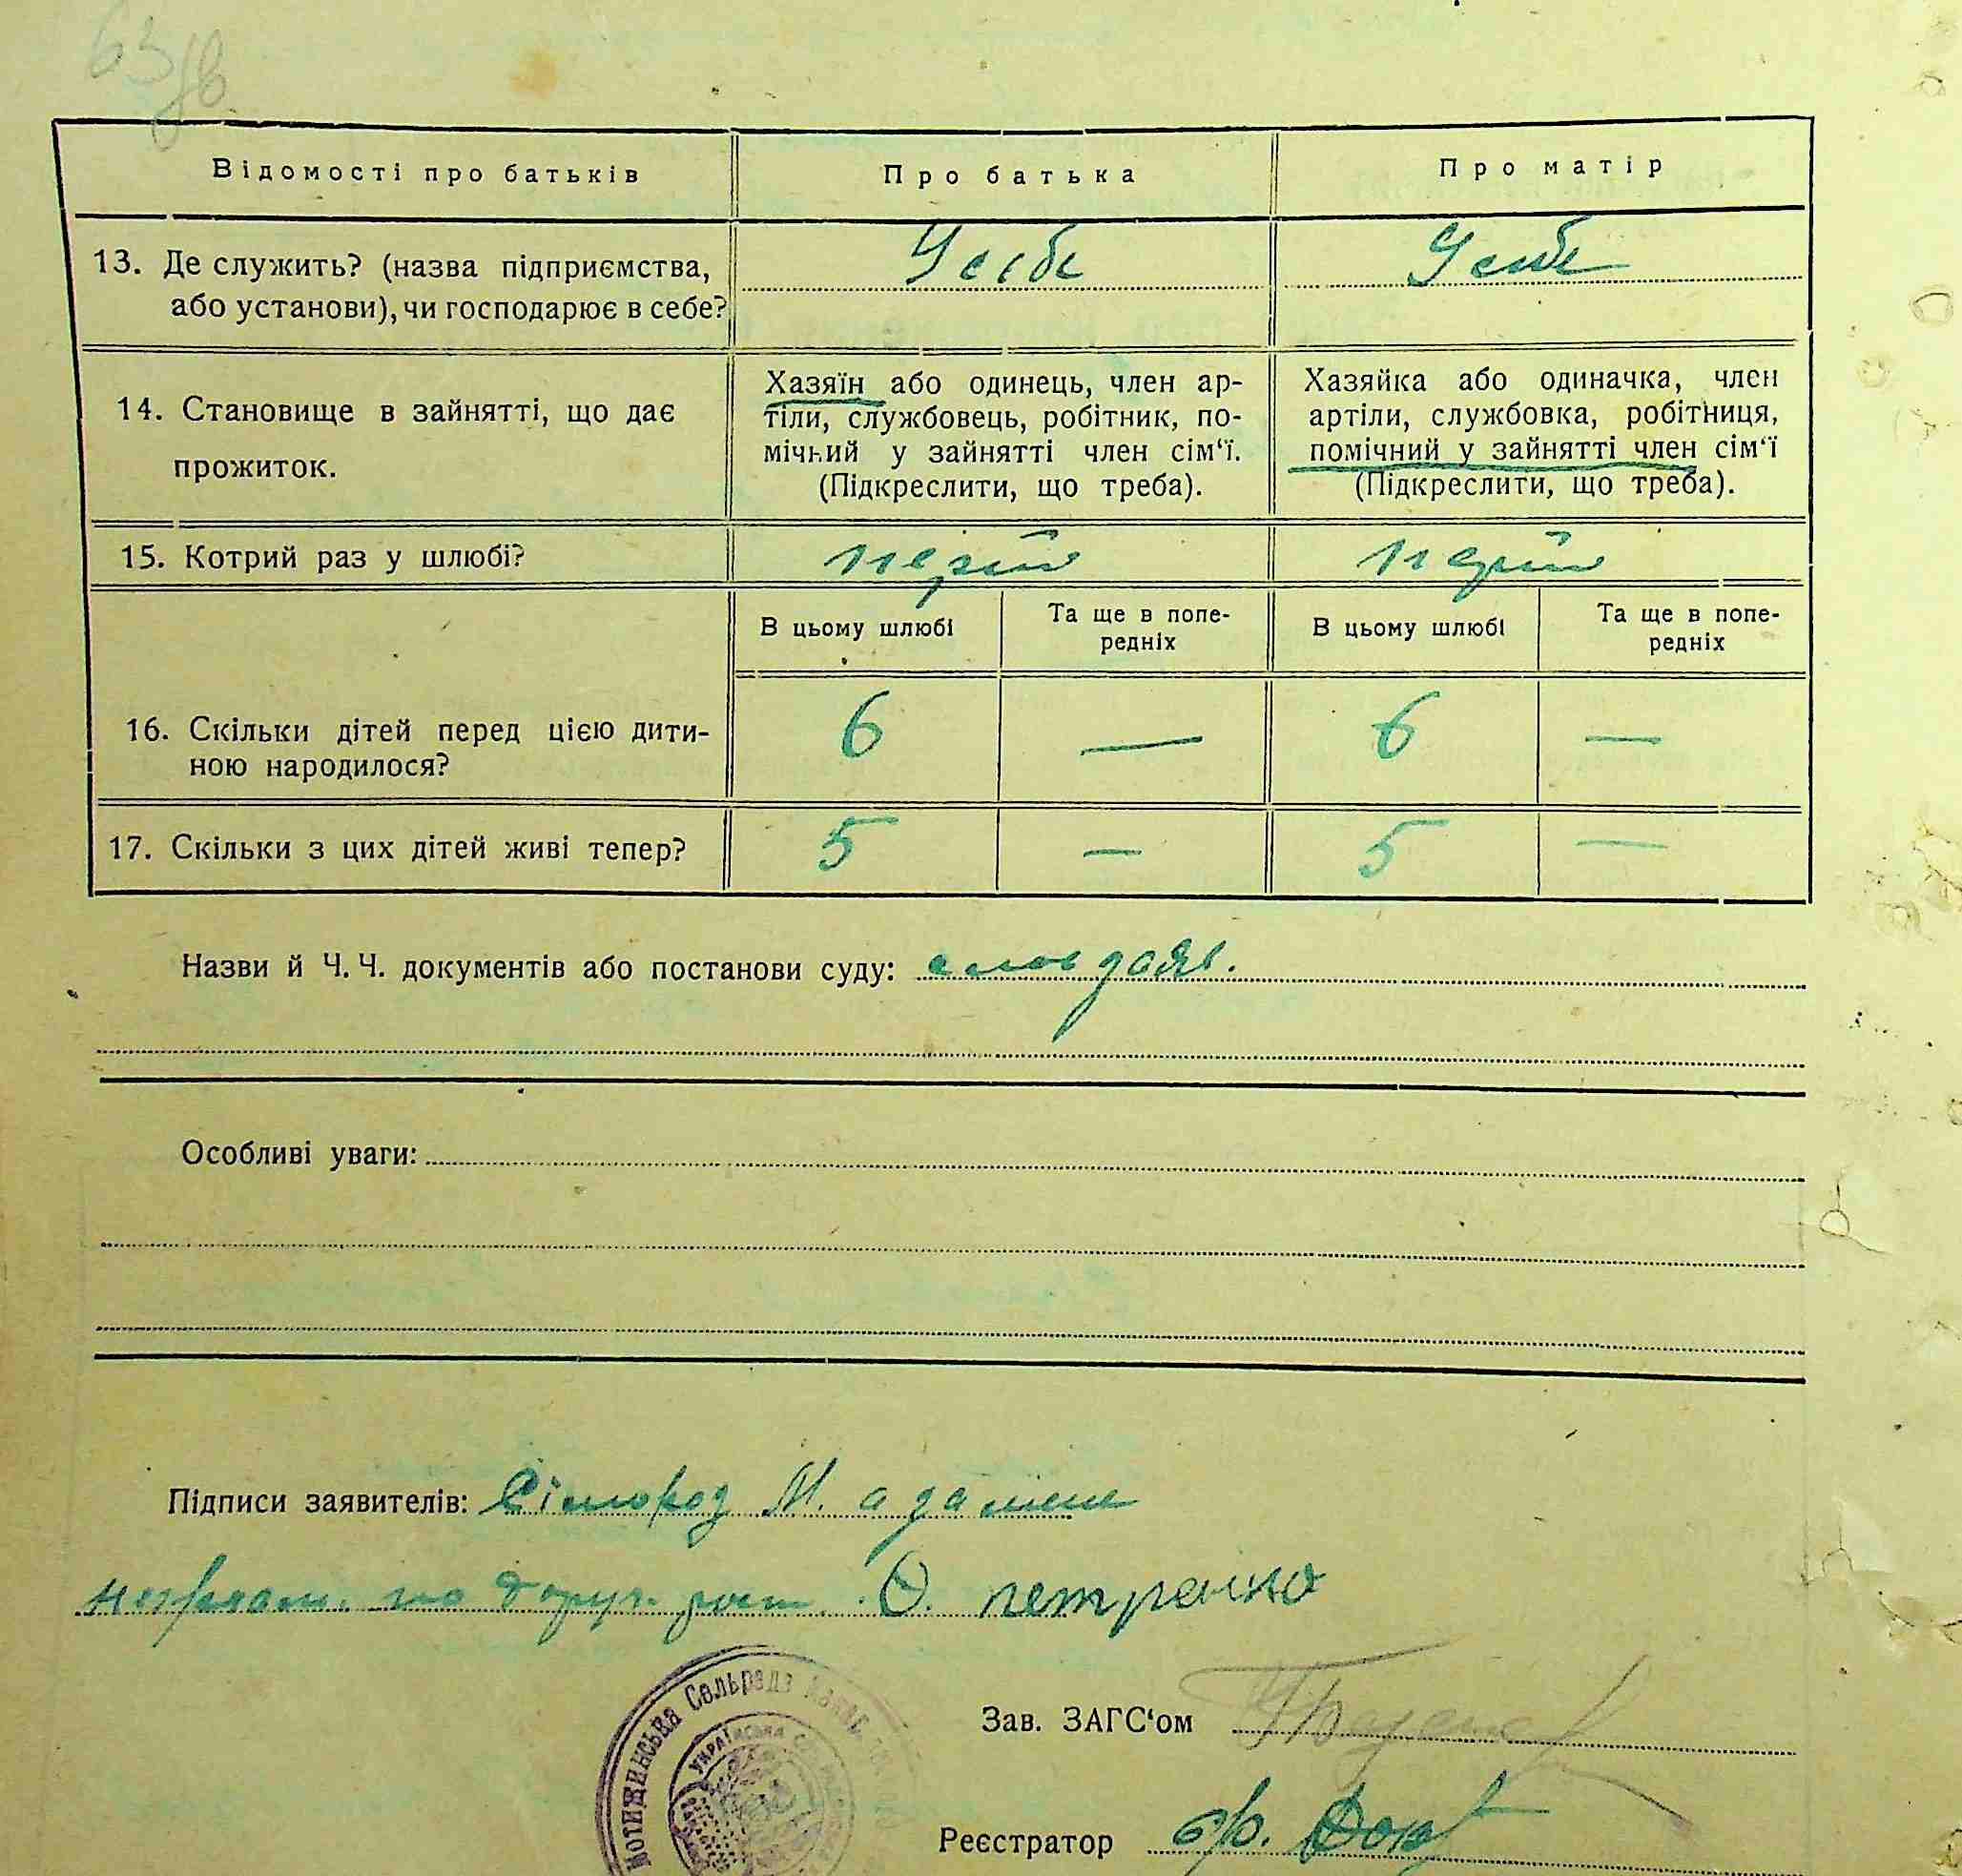 63
Відомості про батьків
Про батька
Про матір
13. Де служить? (назва підприємства,
або установи), чи господарює в себе?
У себе
У себе
14. Становище в зайнятті, що дає
прожиток.
Хазяїн або одинець, член ар-
тіли, службовець, робітник, по-
мічний у зайнятті член сім‘ї.
(Підкреслити, що треба).
Хазяйка або одиначка, член
артіли, службовка, робітниця,
помічний у зайнятті член сім‘ї
(Підкреслити, що треба).
15. Котрий раз у шлюбі?
В цьому шлюбі
Та ще в попе-
редніх
В цьому шлюбі
Та ще в попе-
редніх
16. Скільки дітей перед цією дити-
ною народилося?
6 — 6 —
17. Скільки з цих дітей живі тепер?
5 — 5 —
Назви й Ч. Ч. документів або постанови суду:
Особливі уваги:
Підписи заявителів: М.
О. петренко
Сельрада
Зав. ЗАГС‘ом
Реєстратор